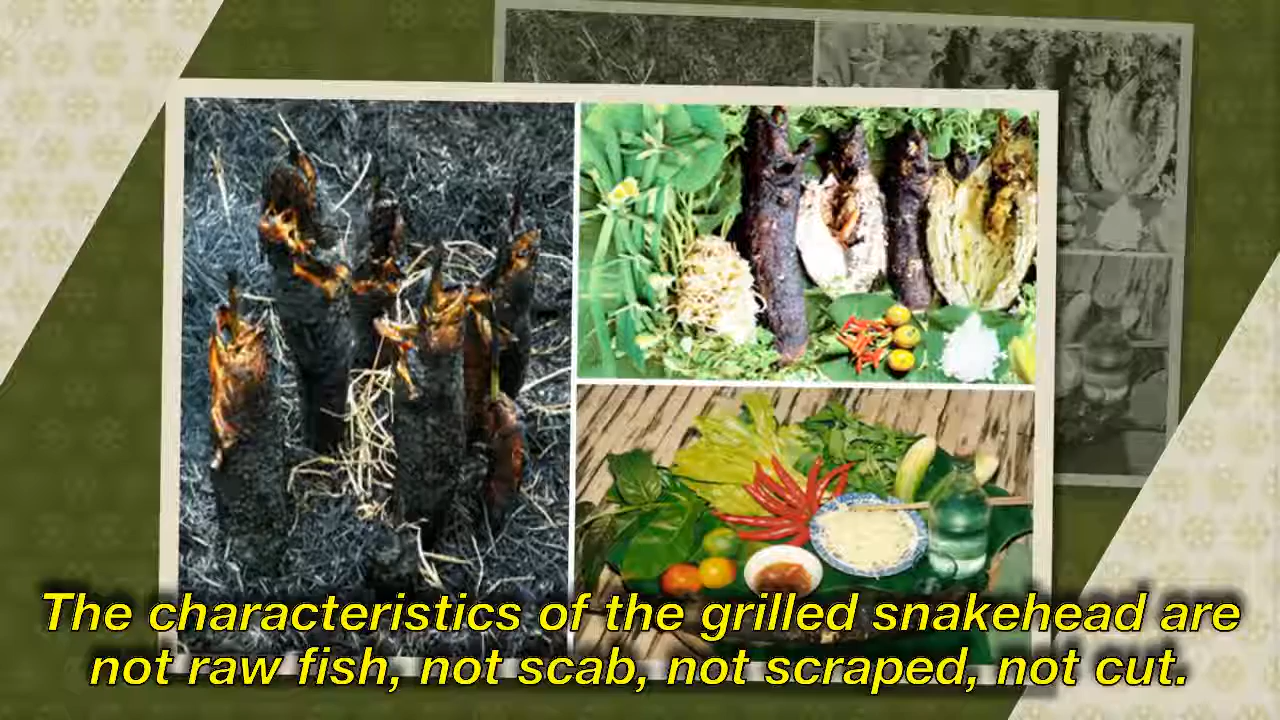 The characteristics of the grilled snakehead are
not raw fish, not scab, not scraped, not cut.